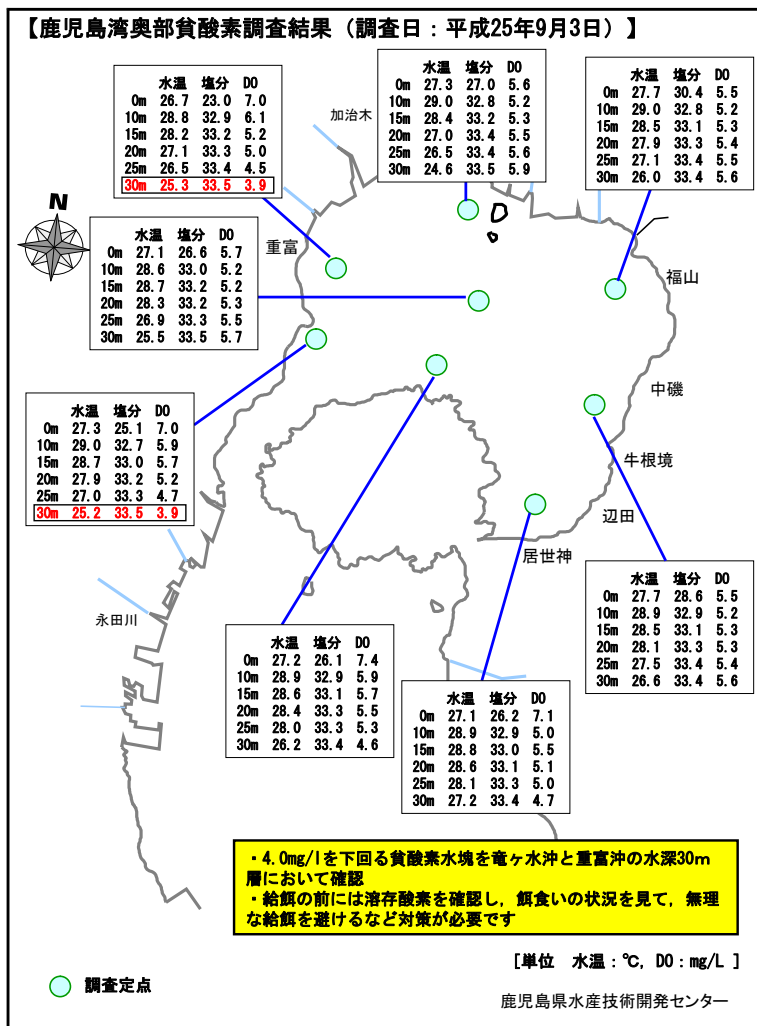 【鹿児島湾奥部貧酸素調査結果（調査日：平成25年9月3日）】
水温 塩分 DO
0m 26.7 23.0 7.0
10m 28.8 32.9 6.1
15m 28.2 33.2 5.2
20m 27.1 33.3 5.0
25m 26.5 33.4 4.5
30m 25.3 33.5 3.9
加治木
水温 塩分 DO
0m 27.3 27.0 5.6
10m 29.0 32.8 5.2
15m 28.4 33.2 5.3
20m 27.0 33.4 5.5
25m 26.5 33.4 5.6
30m 24.6 33.5 5.9
水温 塩分 DO
0m 27.7 30.4 5.5
10m 29.0 32.8 5.2
15m 28.5 33.1 5.3
20m 27.9 33.3 5.4
25m 27.1 33.4 5.5
30m 26.0 33.4 5.6
N
水温 塩分 DO
0m 27.1 26.6 5.7
10m 28.6 33.0 5.2
15m 28.7 33.2 5.2
20m 28.3 33.2 5.3
25m 26.9 33.3 5.5
30m 25.5 33.5 5.7
重富
福山
中磯
牛根境
辺田
居世神
水温 塩分 DO
0m 27.3 25.1 7.0
10m 29.0 32.7 5.9
15m 28.7 33.0 5.7
20m 27.9 33.2 5.2
25m 27.0 33.3 4.7
30m 25.2 33.5 3.9
永田川
水温 塩分 DO
0m 27.2 26.1 7.4
10m 28.9 32.9 5.9
15m 28.6 33.1 5.7
20m 28.4 33.3 5.5
25m 28.0 33.3 5.3
30m 26.2 33.4 4.6
水温 塩分 DO
0m 27.1 26.2 7.1
10m 28.9 32.9 5.0
15m 28.8 33.0 5.5
20m 28.6 33.1 5.1
25m 28.1 33.3 5.0
30m 27.2 33.4 4.7
水温 塩分 DO
0m 27.7 28.6 5.5
10m 28.9 32.9 5.2
15m 28.5 33.1 5.3
20m 28.1 33.3 5.3
25m 27.5 33.4 5.4
30m 26.6 33.4 5.6
・4.0mg/lを下回る貧酸素水塊を竜ヶ水沖と重富沖の水深30m
層において確認
・給餌の前には溶存酸素を確認し，餌食いの状況を見て，無理
な給餌を避けるなど対策が必要です
[単位 水温：℃, DO：mg/L ]
調査定点
鹿児島県水産技術開発センター